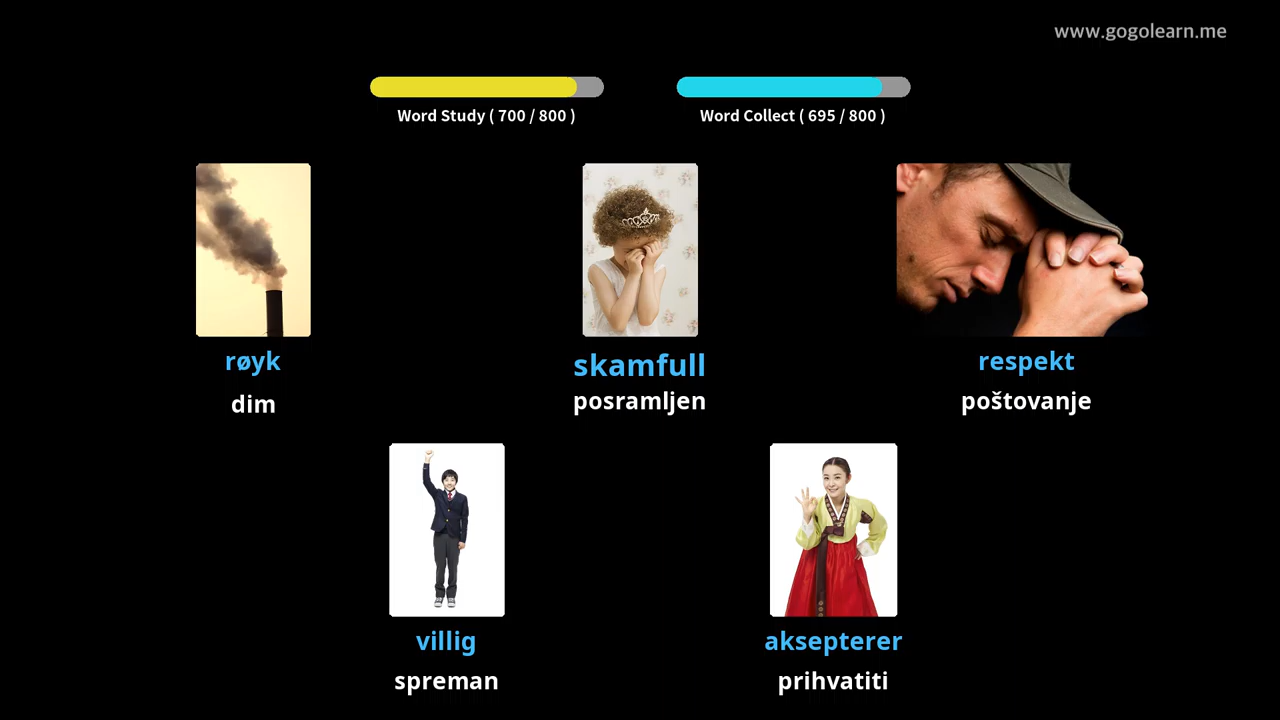 www.gogolearn.me
Word Study ( 700 / 800 )
Word Collect ( 695 / 800 )
røyk
skamfull
respekt
dim
posramljen
poštovanje
villig
aksepterer
spreman
prihvatiti